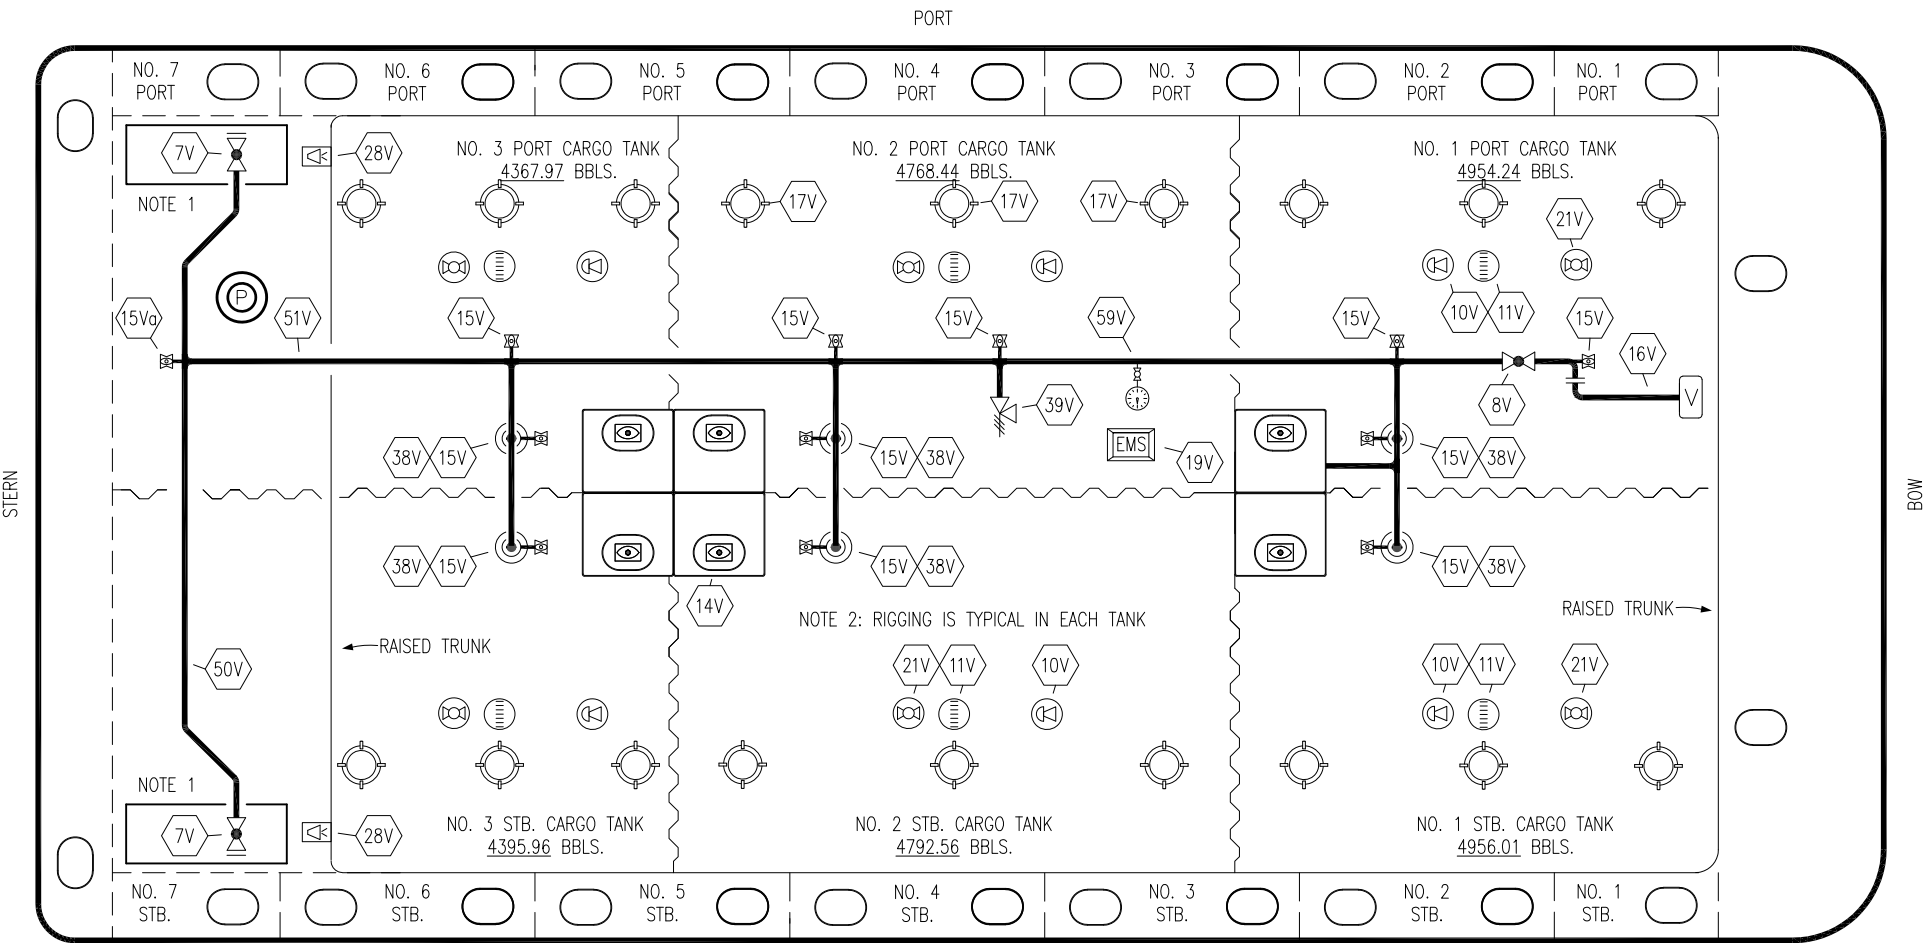 PORT
NO. 7
PORT
NO. 6
PORT
NO. 5
PORT
NO. 4
PORT
NO. 3
PORT
NO. 2
PORT
NO. 1
PORT
7V
28V
NOTE 1
NO. 3 PORT CARGO TANK
4367.97 BBLS.
NO. 2 PORT CARGO TANK
4768.44 BBLS.
NO. 1 PORT CARGO TANK
4954.24 BBLS.
17V
17V
17V
21V
P
10V
11V
15Va
51V
15V
15V
15V
59V
15V
15V
16V
V
39V
8V
EMS
19V
38V
15V
15V
38V
15V
38V
STERN
BOW
38V
15V
15V
38V
15V
38V
14V
NOTE 2: RIGGING IS TYPICAL IN EACH TANK
RAISED TRUNK
RAISED TRUNK
50V
21V
11V
10V
10V
11V
21V
NOTE 1
7V
28V
NO. 3 STB. CARGO TANK
4395.96 BBLS.
NO. 2 STB. CARGO TANK
4792.56 BBLS.
NO. 1 STB. CARGO TANK
4956.01 BBLS.
NO. 7
STB.
NO. 6
STB.
NO. 5
STB.
NO. 4
STB.
NO. 3
STB.
NO. 2
STB.
NO. 1
STB.